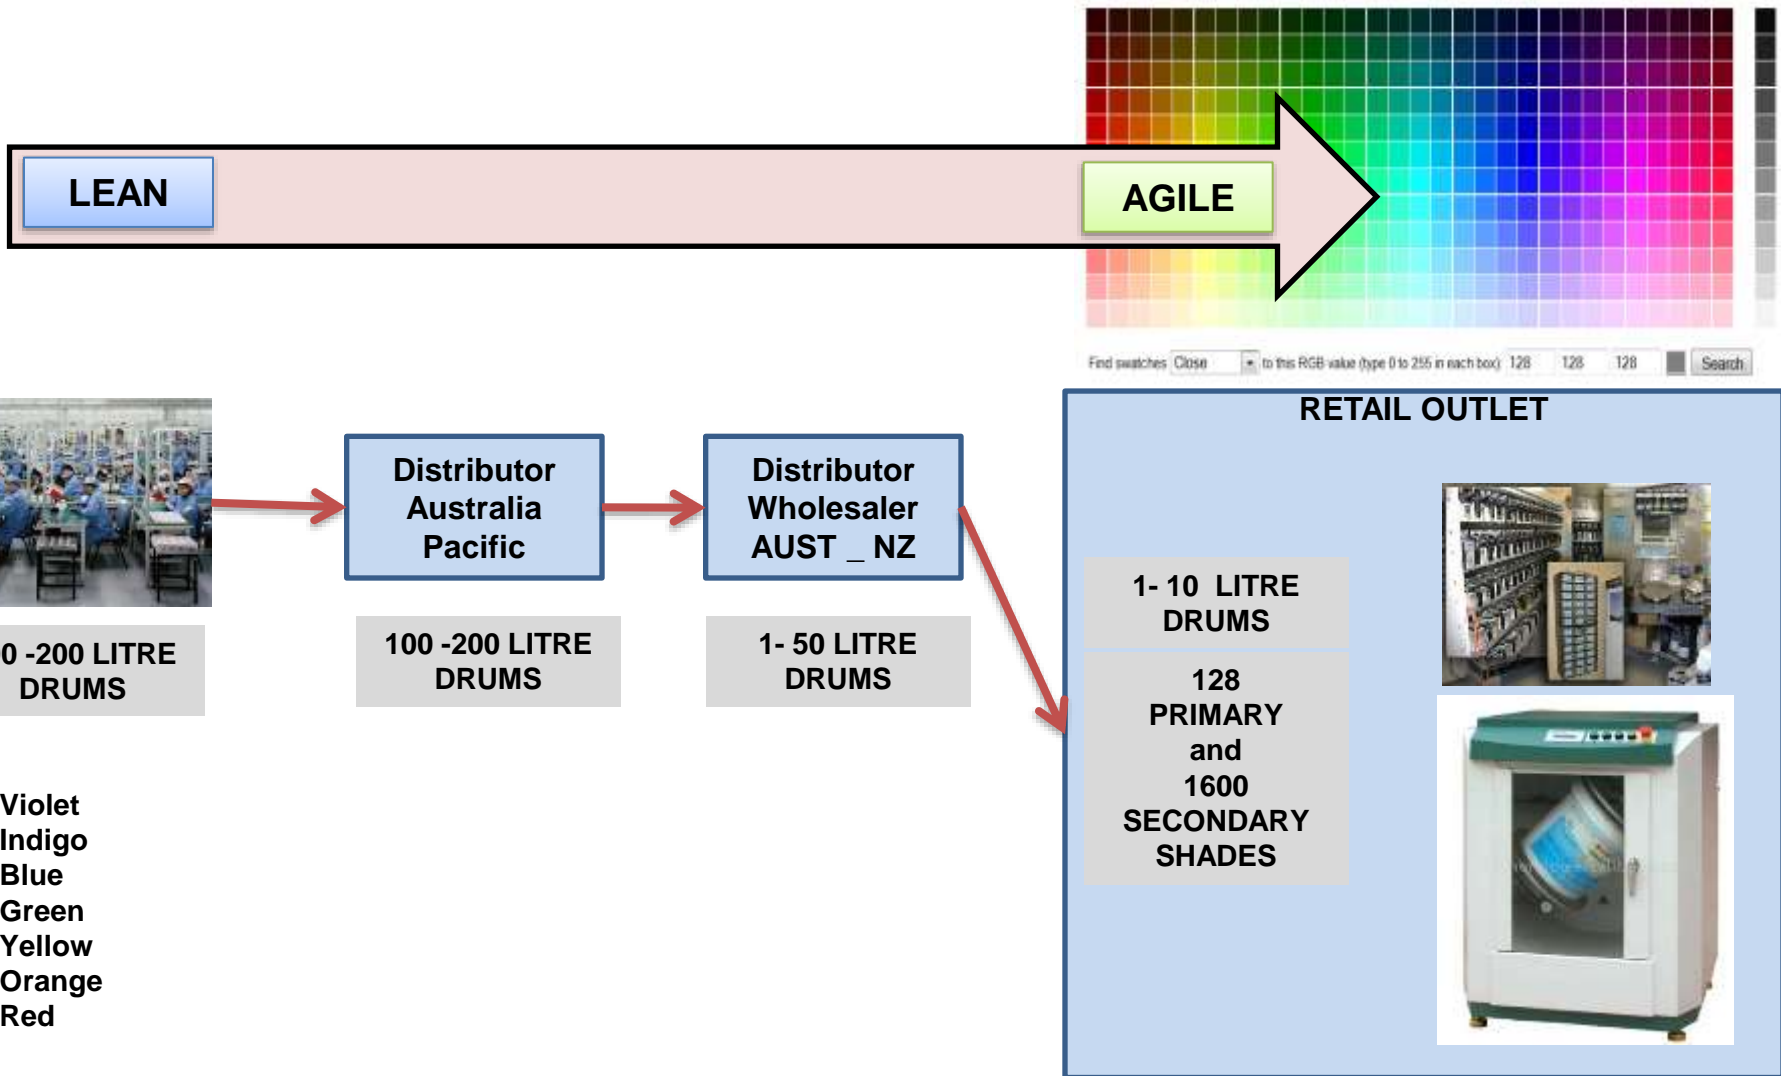 LEAN
AGILE
Find swatches Close to this RGB value (type 0 to 255 in each box) 128 128 128 Search
RETAIL OUTLET
Distributor
Australia
Pacific
Distributor
Wholesaler
AUST _ NZ
0 -200 LITRE
DRUMS
100 -200 LITRE
DRUMS
1- 50 LITRE
DRUMS
1- 10 LITRE
DRUMS
128
PRIMARY
and
1600
SECONDARY
SHADES
Violet
Indigo
Blue
Green
Yellow
Orange
Red